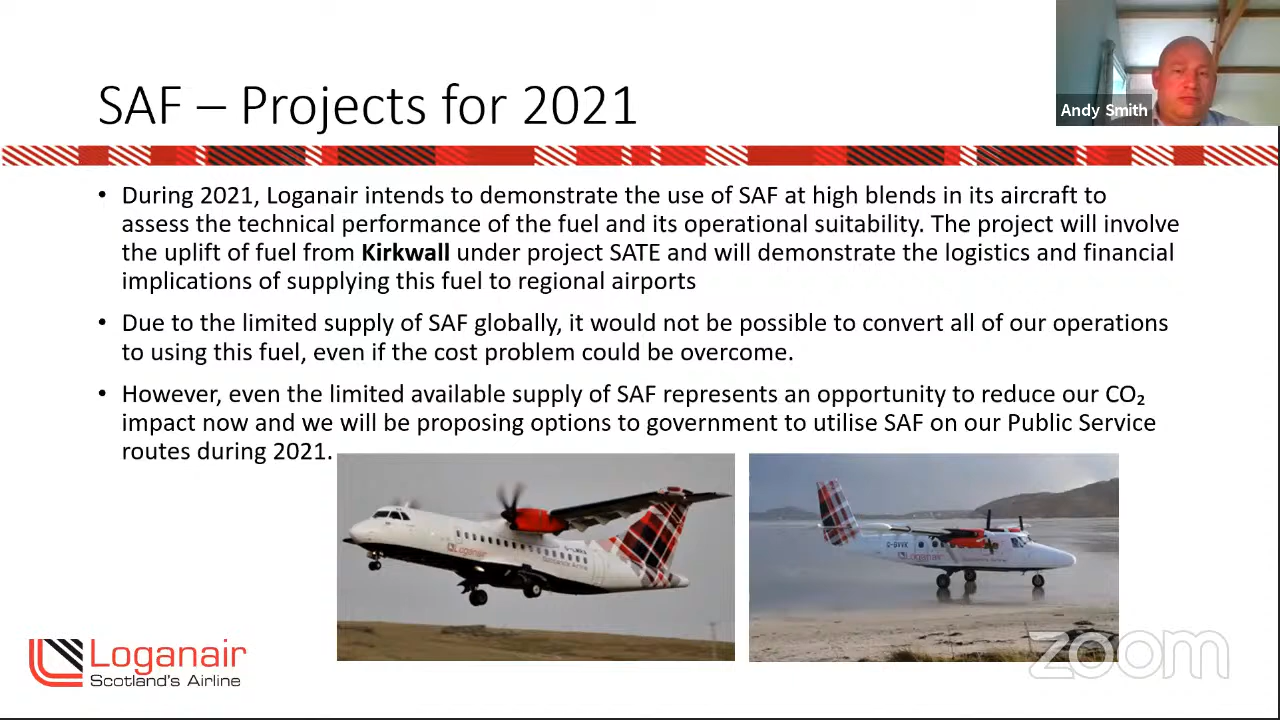 SAF – Projects for 2021
Andy Smith
• During 2021, Loganair intends to demonstrate the use of SAF at high blends in its aircraft to
assess the technical performance of the fuel and its operational suitability. The project will involve
the uplift of fuel from Kirkwall under project SATE and will demonstrate the logistics and financial
implications of supplying this fuel to regional airports
• Due to the limited supply of SAF globally, it would not be possible to convert all of our operations
to using this fuel, even if the cost problem could be overcome.
• However, even the limited available supply of SAF represents an opportunity to reduce our CO₂
impact now and we will be proposing options to government to utilise SAF on our Public Service
routes during 2021.
Loganair
Loganair
Loganair
Scotland's Airline
zoom